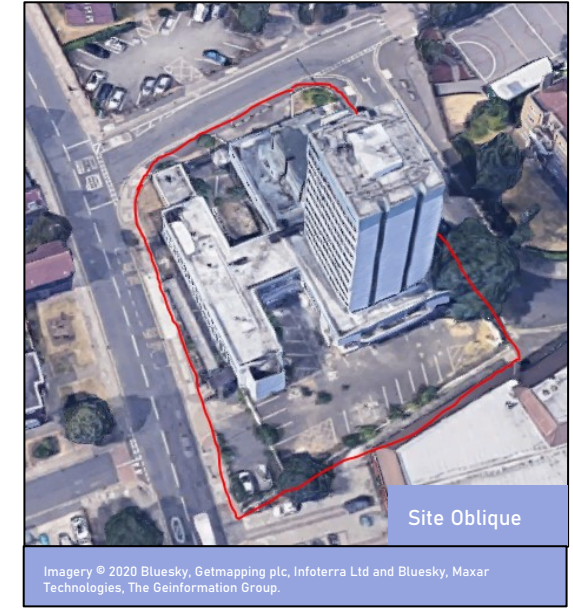 Site Oblique
Imagery © 2020 Bluesky, Getmapping plc, Infoterra Ltd and Bluesky, Maxar
Technologies, The Geinformation Group.